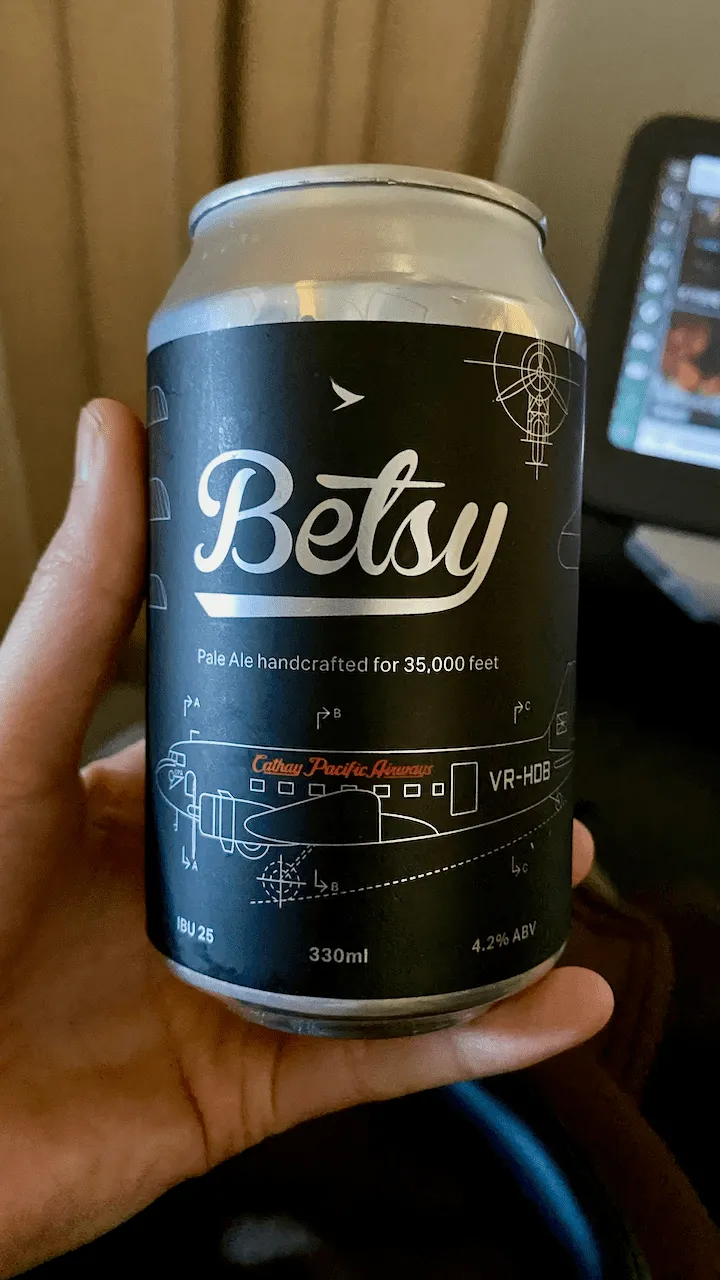 Betsy
Pale Ale handcrafted for 35,000 feet
A
B
C
Cathay Pacific Airways
VR-HDB
A
B
C
IBU 25
330ml
4.2% ABV